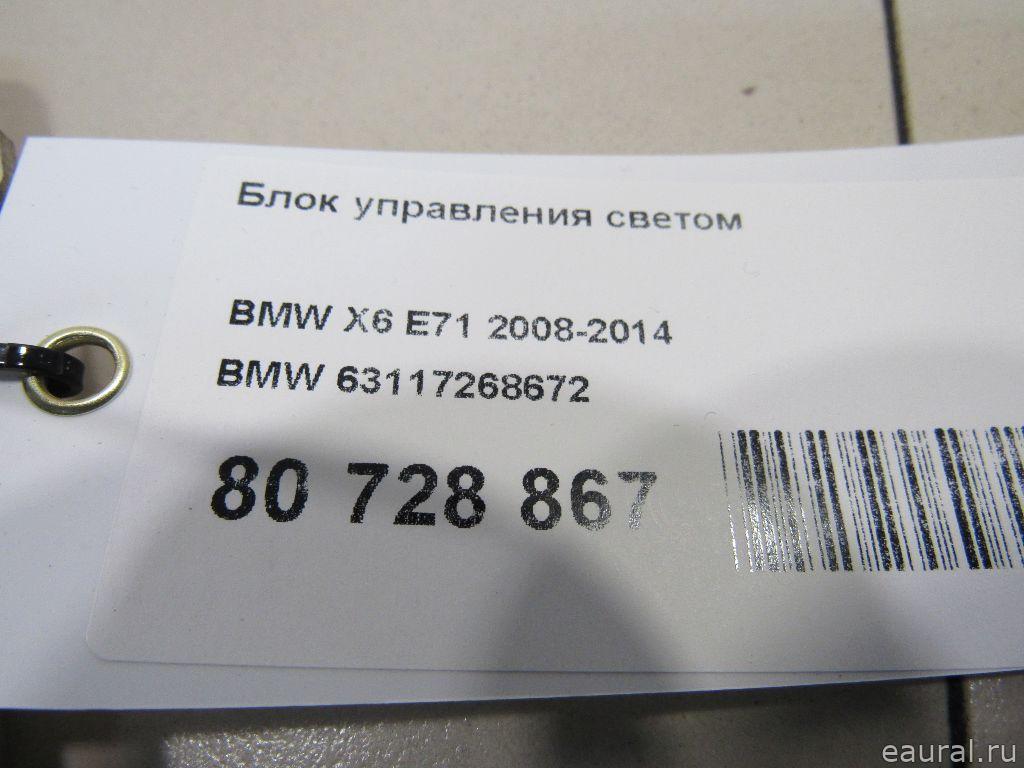 Блок управления светом
BMW X6 E71 2008-2014
BMW 63117268672
80 728 867
eaural.ru